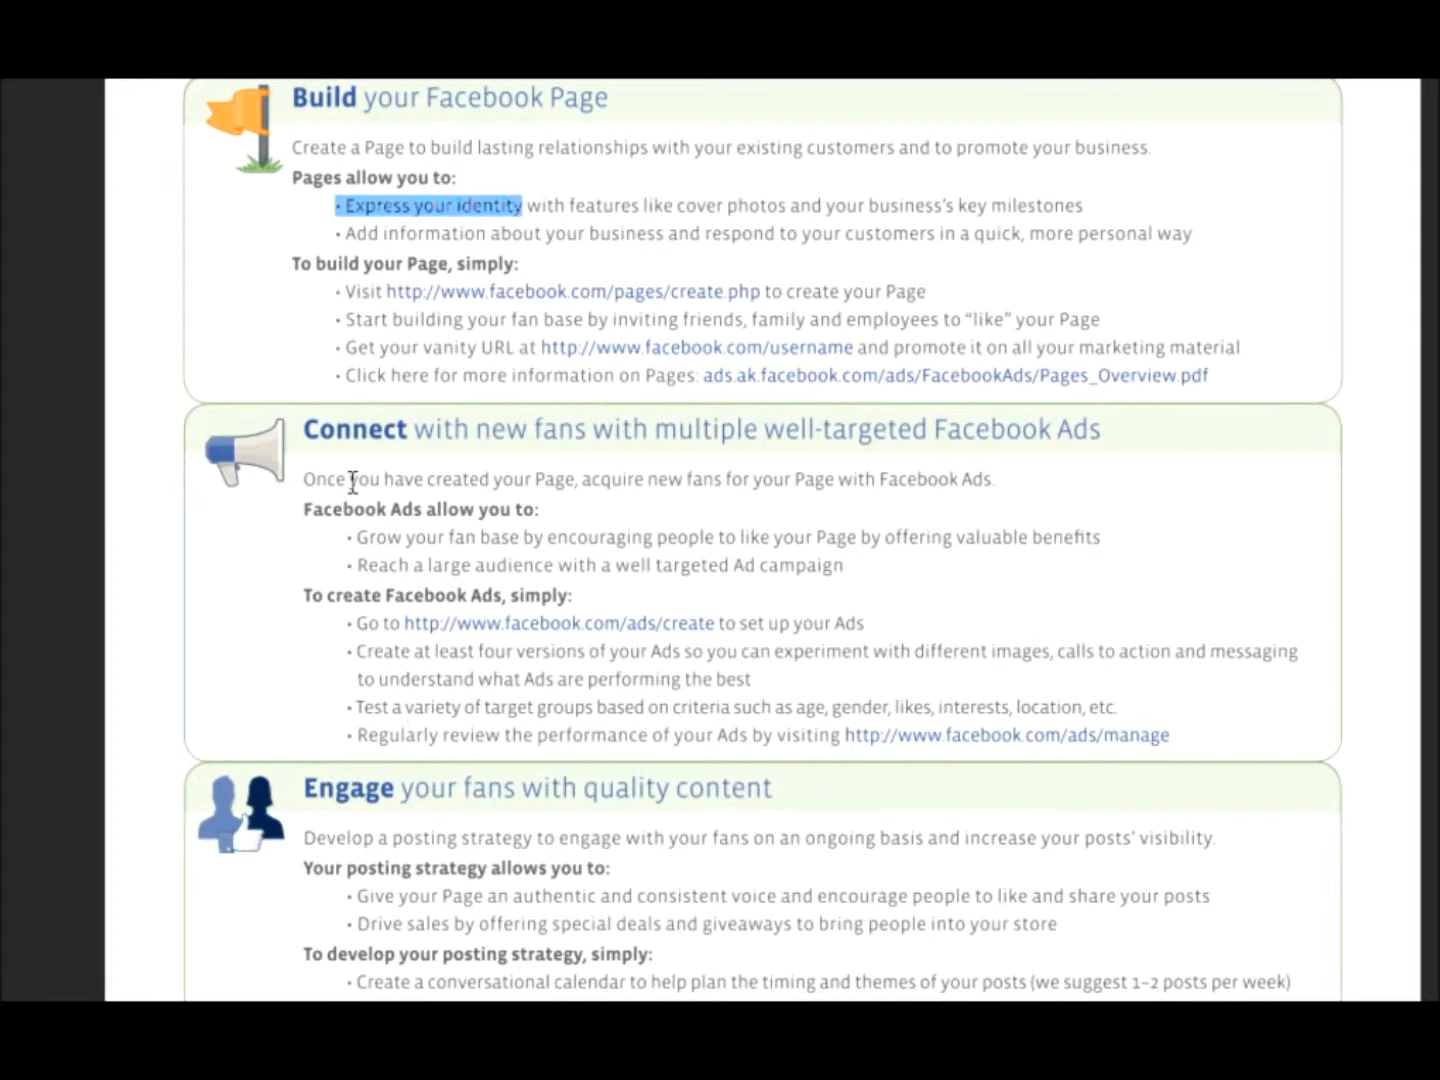 Build your Facebook Page
Create a Page to build lasting relationships with your existing customers and to promote your business.
Pages allow you to:
• Express your identity with features like cover photos and your business's key milestones
• Add information about your business and respond to your customers in a quick, more personal way
To build your Page, simply:
• Visit http://www.facebook.com/pages/create.php to create your Page
• Start building your fan base by inviting friends, family and employees to “like” your Page
• Get your vanity URL at http://www.facebook.com/username and promote it on all your marketing material
• Click here for more information on Pages: ads.ak.facebook.com/ads/FacebookAds/Pages_Overview.pdf
Connect with new fans with multiple well-targeted Facebook Ads
Once you have created your Page, acquire new fans for your Page with Facebook Ads.
Facebook Ads allow you to:
• Grow your fan base by encouraging people to like your Page by offering valuable benefits
• Reach a large audience with a well targeted Ad campaign
To create Facebook Ads, simply:
• Go to http://www.facebook.com/ads/create to set up your Ads
• Create at least four versions of your Ads so you can experiment with different images, calls to action and messaging
to understand what Ads are performing the best
• Test a variety of target groups based on criteria such as age, gender, likes, interests, location, etc.
• Regularly review the performance of your Ads by visiting http://www.facebook.com/ads/manage
Engage your fans with quality content
Develop a posting strategy to engage with your fans on an ongoing basis and increase your posts' visibility.
Your posting strategy allows you to:
• Give your Page an authentic and consistent voice and encourage people to like and share your posts
• Drive sales by offering special deals and giveaways to bring people into your store
To develop your posting strategy, simply:
• Create a conversational calendar to help plan the timing and themes of your posts (we suggest 1–2 posts per week)